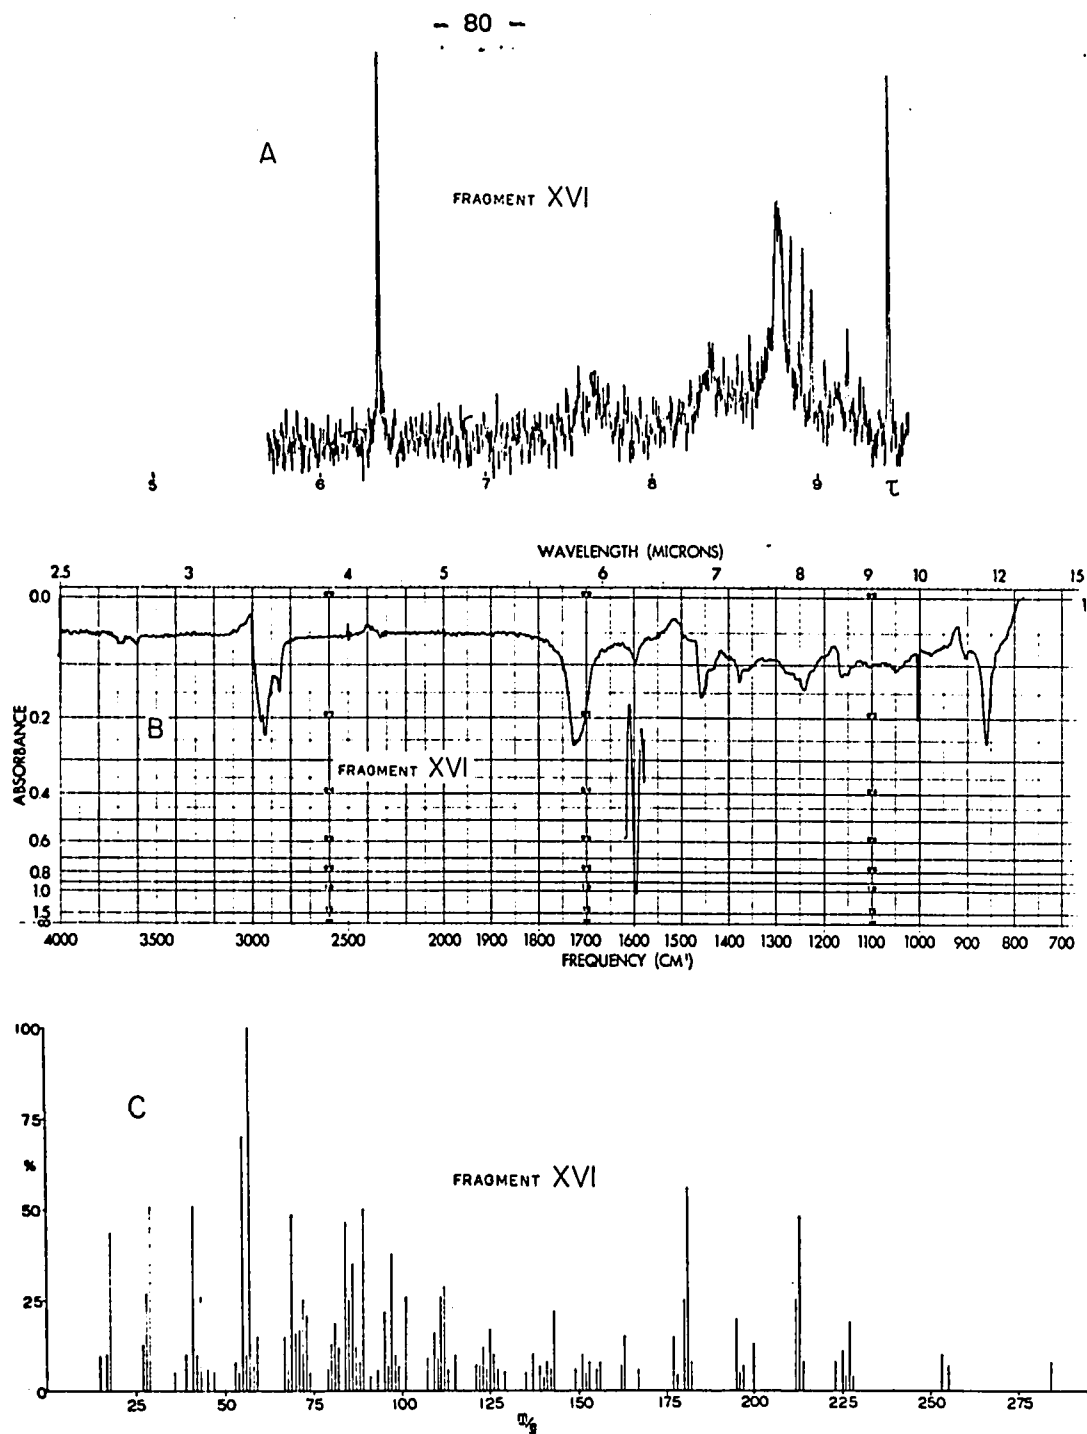 - 80 -
A
FRAGMENT XVI
5 6 7 8 9 τ
WAVELENGTH (MICRONS)
2.5 3 4 5 6 7 8 9 10 12 15
0.0
0.2
0.4
0.6
0.8
1.0
1.5
∞
ABSORBANCE
B
FRAGMENT XVI
4000 3500 3000 2500 2000 1900 1800 1700 1600 1500 1400 1300 1200 1100 1000 900 800 700
FREQUENCY (CM')
100
75
%
50
25
0
C
FRAGMENT XVI
25 50 75 100 125 150 175 200 225 250 275
m/e